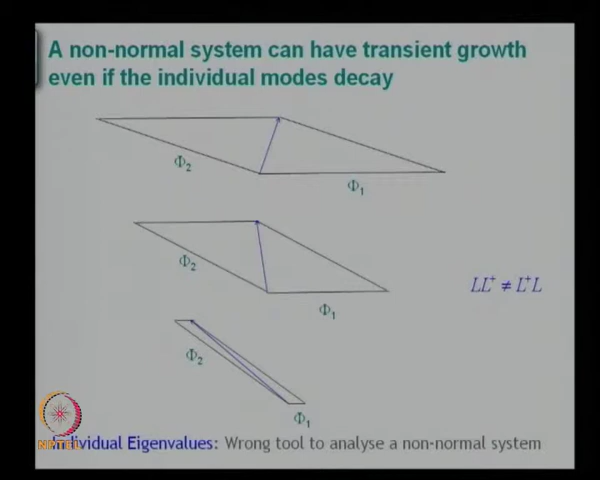 A non-normal system can have transient growth
even if the individual modes decay
Φ₂
Φ₁
Φ₂
Φ₁
LL⁺ ≠ L⁺L
Φ₂
Φ₁
NPTEL
Individual Eigenvalues: Wrong tool to analyse a non-normal system